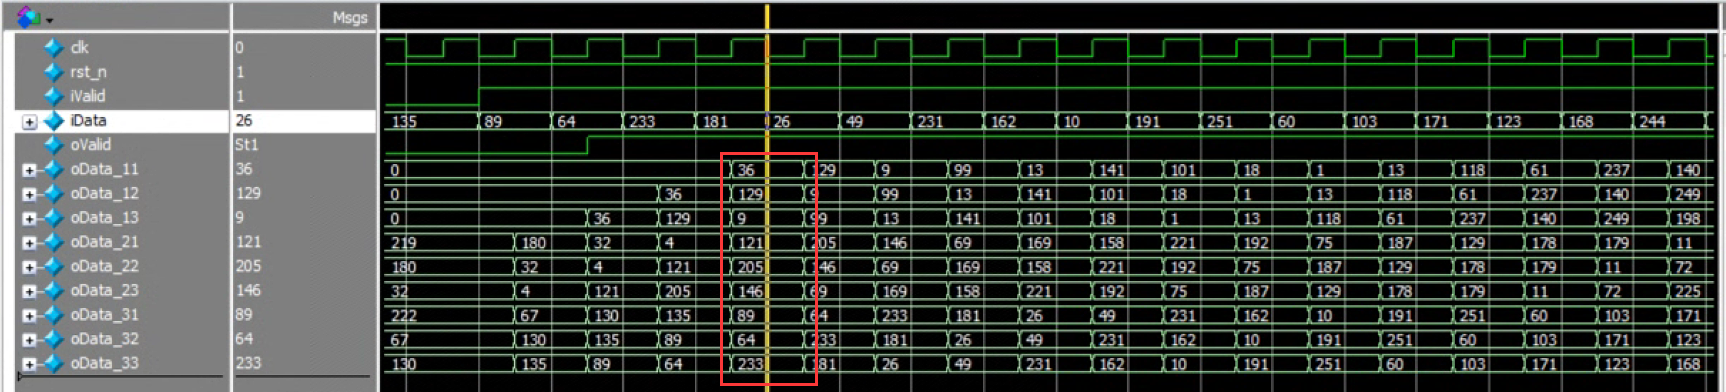 Msgs
clk 0
rst_n 1
iValid 1
iData 26 135 89 64 233 181 26 49 231 162 10 191 251 60 103 171 123 168 244
oValid St1
oData_11 36 0 36 129 9 99 13 141 101 18 1 13 118 61 237 140
oData_12 129 0 36 129 9 99 13 141 101 18 1 13 118 61 237 140 249
oData_13 9 0 36 129 9 99 13 141 101 18 1 13 118 61 237 140 249 198
oData_21 121 219 180 32 4 121 205 146 69 169 158 221 192 75 187 129 178 179 11
oData_22 205 180 32 4 121 205 146 69 169 158 221 192 75 187 129 178 179 11 72
oData_23 146 32 4 121 205 146 69 169 158 221 192 75 187 129 178 179 11 72 225
oData_31 89 222 67 130 135 89 64 233 181 26 49 231 162 10 191 251 60 103 171
oData_32 64 67 130 135 89 64 233 181 26 49 231 162 10 191 251 60 103 171 123
oData_33 233 130 135 89 64 233 181 26 49 231 162 10 191 251 60 103 171 123 168